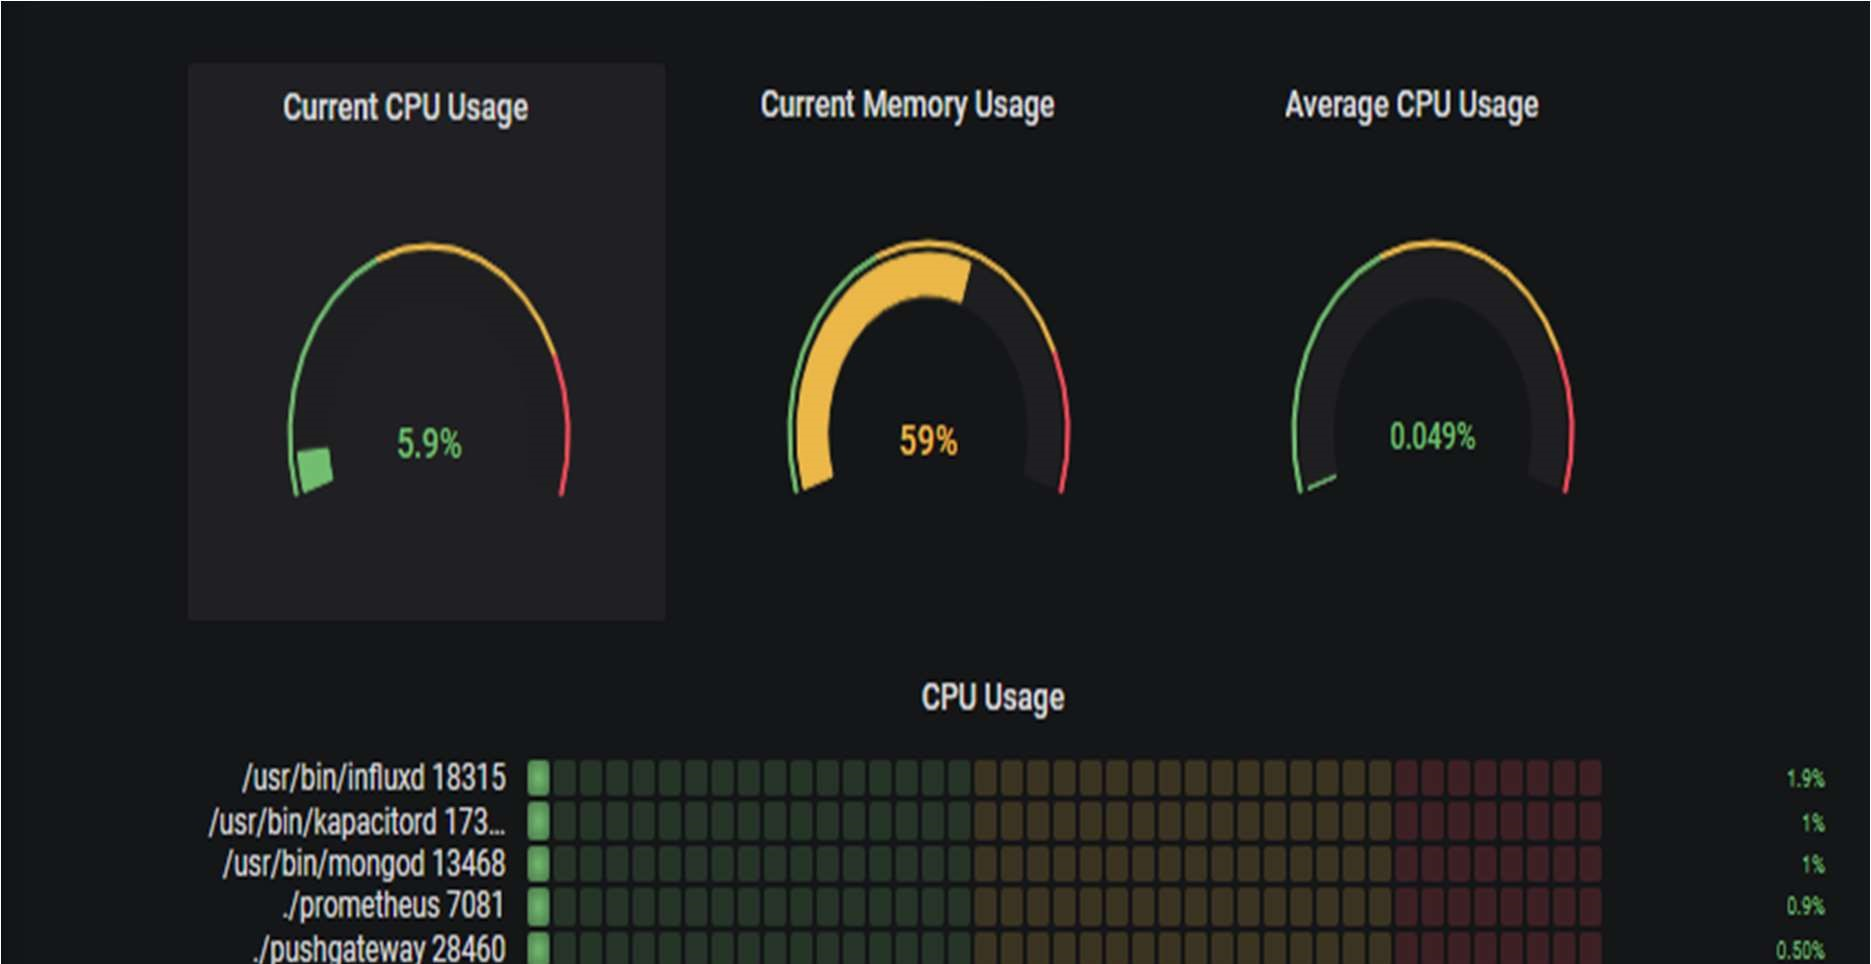 Current CPU Usage
Current Memory Usage
Average CPU Usage
5.9%
59%
0.049%
CPU Usage
/usr/bin/influxd 18315 1.9%
/usr/bin/kapacitord 173... 1%
/usr/bin/mongod 13468 1%
./prometheus 7081 0.9%
./pushgateway 28460 0.50%